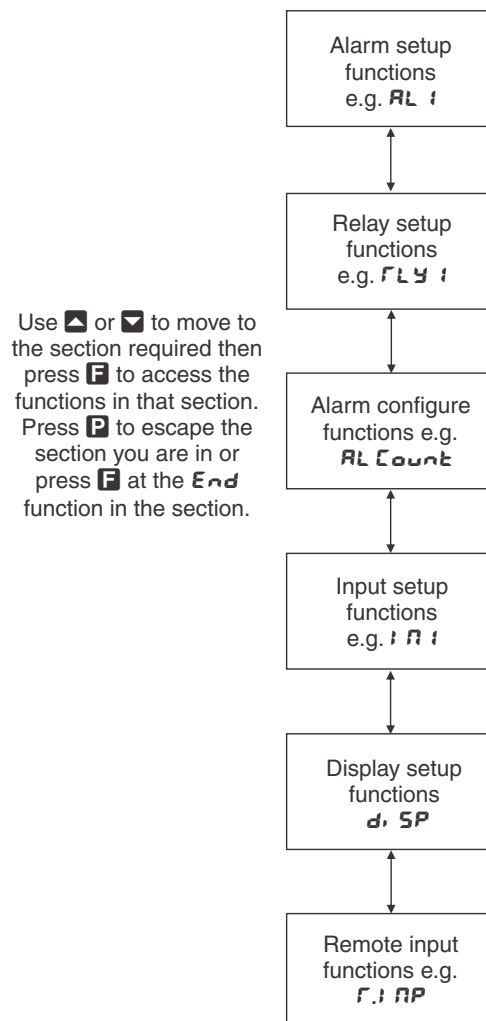 Alarm setup
functions
e.g. AL 1
Relay setup
functions
e.g. rLY 1
Use ▲ or ▼ to move to
the section required then
press F to access the
functions in that section.
Press P to escape the
section you are in or
press F at the End
function in the section.
Alarm configure
functions e.g.
AL Count
Input setup
functions
e.g. INP 1
Display setup
functions
diSP
Remote input
functions e.g.
r.INP